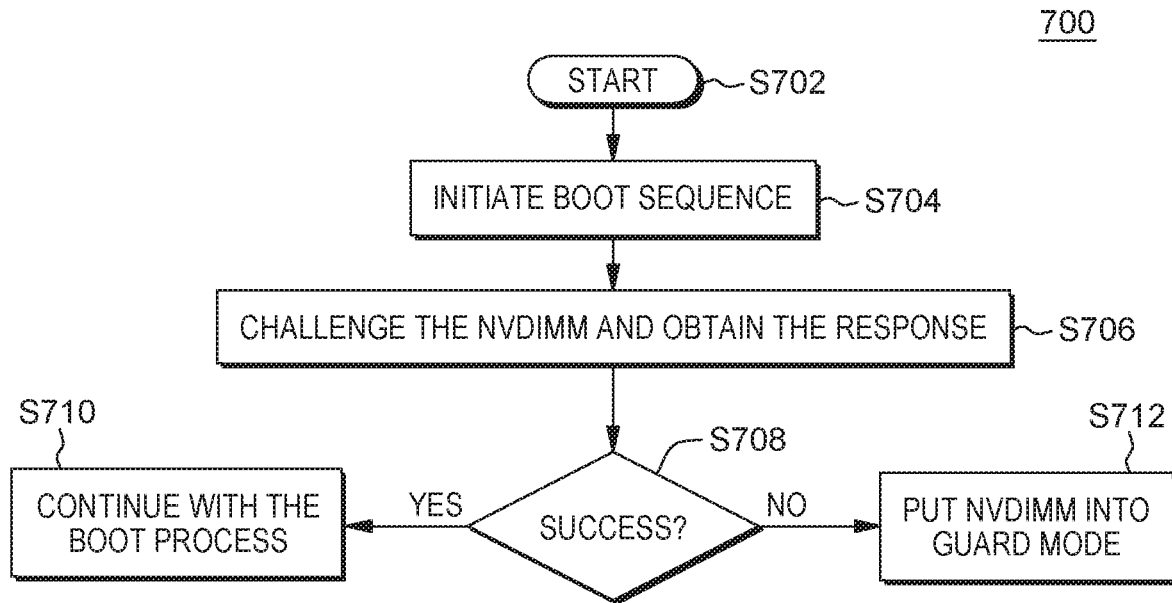 700
START
S702
INITIATE BOOT SEQUENCE
S704
CHALLENGE THE NVDIMM AND OBTAIN THE RESPONSE
S706
S710
S708
S712
CONTINUE WITH THE
BOOT PROCESS
YES
SUCCESS?
NO
PUT NVDIMM INTO
GUARD MODE